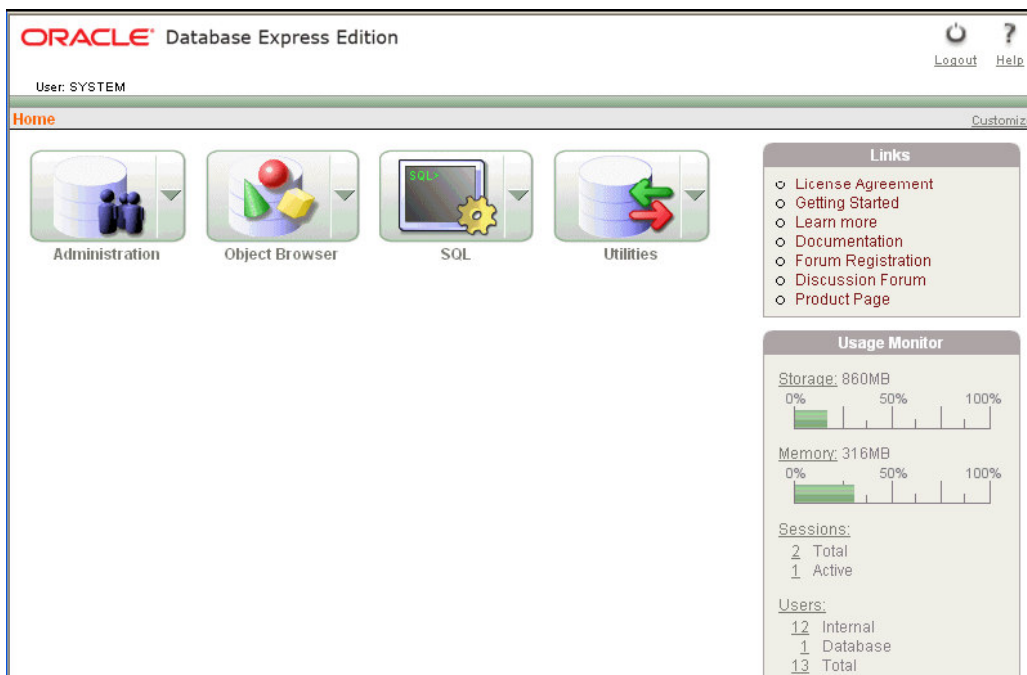 ORACLE Database Express Edition
Logout Help
User: SYSTEM
Home
Customiz
SQL>
Administration
Object Browser
SQL
Utilities
Links
License Agreement
Getting Started
Learn more
Documentation
Forum Registration
Discussion Forum
Product Page
Usage Monitor
Storage: 860MB
0% 50% 100%
Memory: 316MB
0% 50% 100%
Sessions:
2 Total
1 Active
Users:
12 Internal
1 Database
13 Total